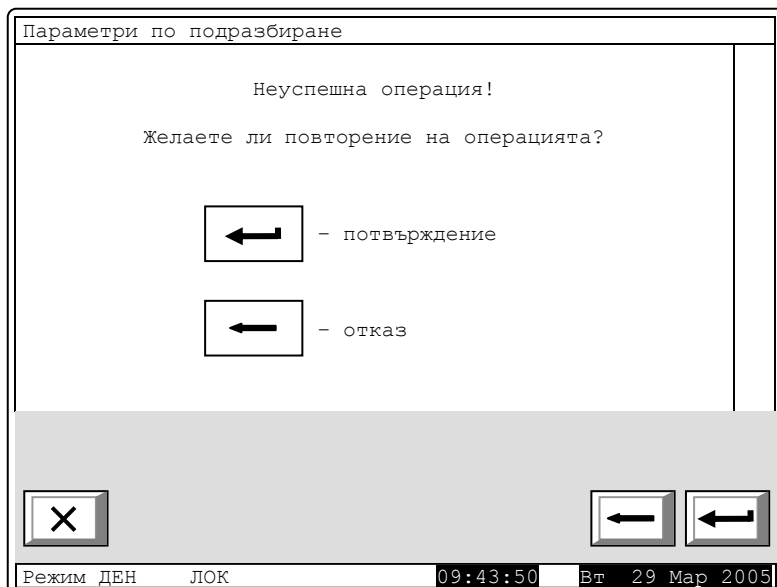 Параметри по подразбиране
Неуспешна операция!
Желаете ли повторение на операцията?
– потвърждение
– отказ
Режим ДЕН ЛОК 09:43:50 Вт 29 Мар 2005